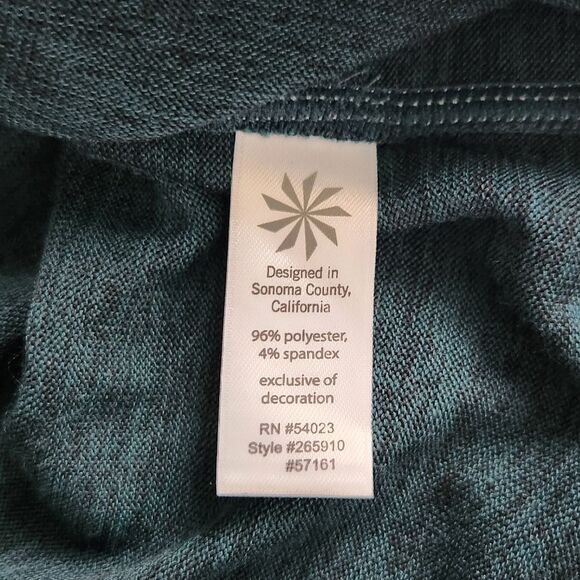 Designed in
Sonoma County,
California
96% polyester,
4% spandex
exclusive of
decoration
RN #54023
Style #265910
#57161